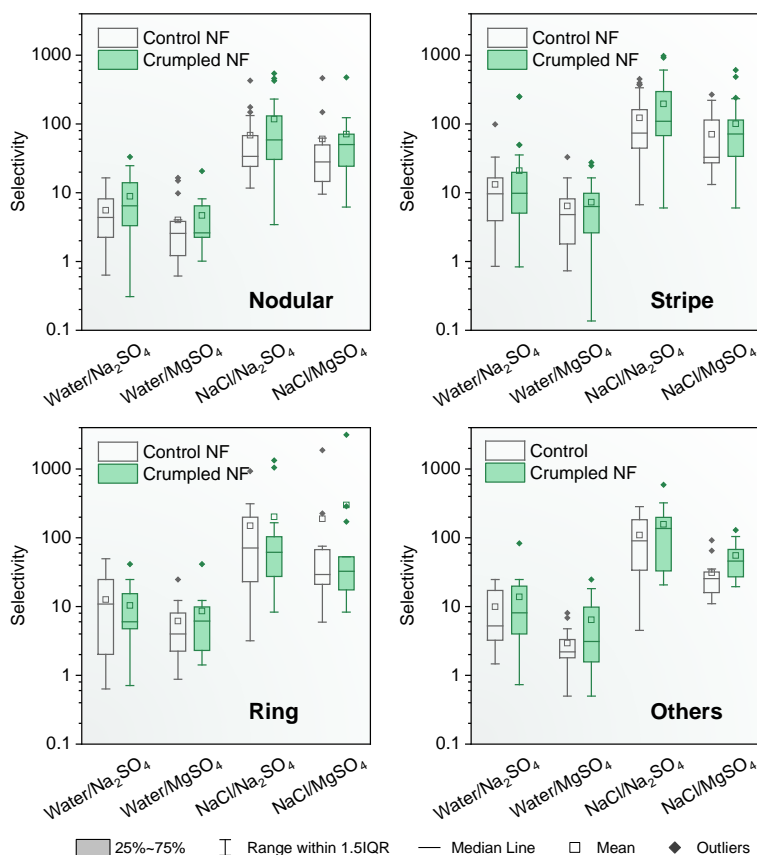 1000
100
10
1
0.1
Selectivity
Control NF
Crumpled NF
Nodular
Water/Na₂SO₄
Water/MgSO₄
NaCl/Na₂SO₄
NaCl/MgSO₄
1000
100
10
1
0.1
Selectivity
Control NF
Crumpled NF
Stripe
Water/Na₂SO₄
Water/MgSO₄
NaCl/Na₂SO₄
NaCl/MgSO₄
1000
100
10
1
0.1
Selectivity
Control NF
Crumpled NF
Ring
Water/Na₂SO₄
Water/MgSO₄
NaCl/Na₂SO₄
NaCl/MgSO₄
1000
100
10
1
0.1
Selectivity
Control
Crumpled NF
Others
Water/Na₂SO₄
Water/MgSO₄
NaCl/Na₂SO₄
NaCl/MgSO₄
25%~75% Range within 1.5IQR Median Line Mean Outliers